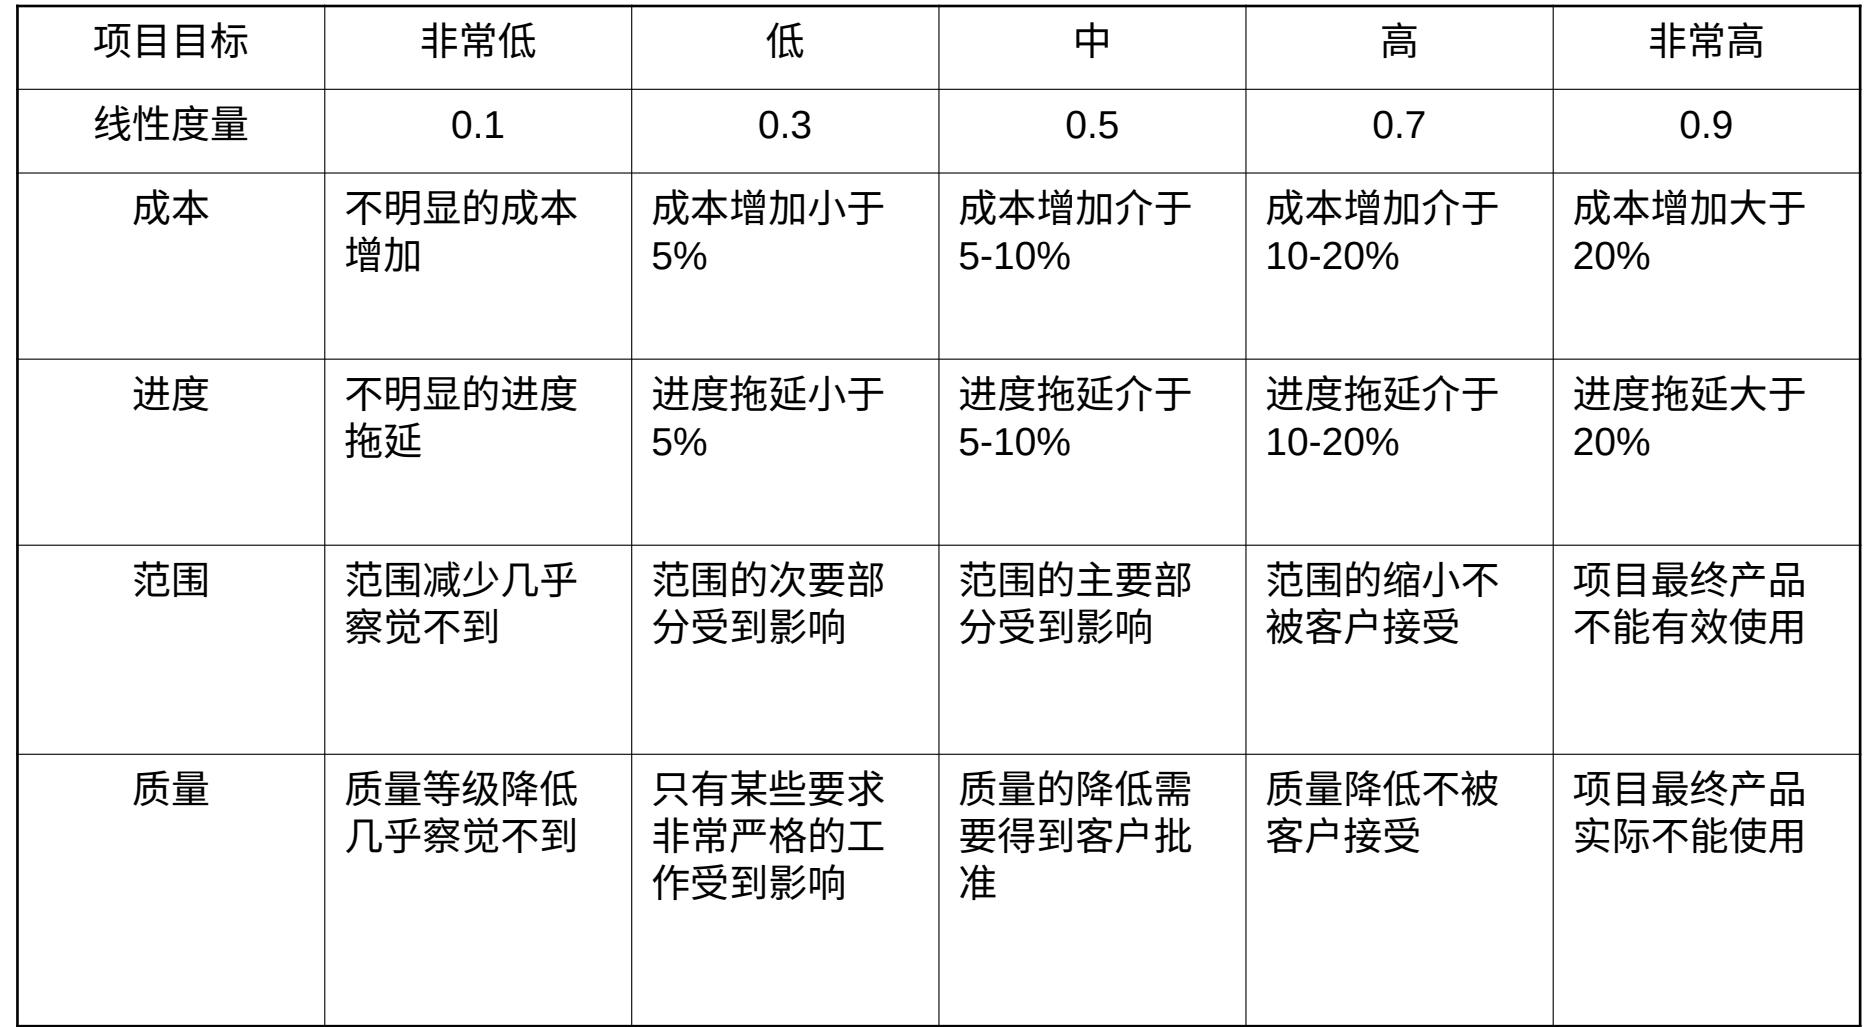 项目目标 非常低 低 中 高 非常高
线性度量 0.1 0.3 0.5 0.7 0.9
成本 不明显的成本 成本增加小于 成本增加介于 成本增加介于 成本增加大于
增加 5% 5-10% 10-20% 20%
进度 不明显的进度 进度拖延小于 进度拖延介于 进度拖延介于 进度拖延大于
拖延 5% 5-10% 10-20% 20%
范围 范围减少几乎 范围的次要部 范围的主要部 范围的缩小不 项目最终产品
察觉不到 分受到影响 分受到影响 被客户接受 不能有效使用
质量 质量等级降低 只有某些要求 质量的降低需 质量降低不被 项目最终产品
几乎察觉不到 非常严格的工 要得到客户批 客户接受 实际不能使用
作受到影响 准